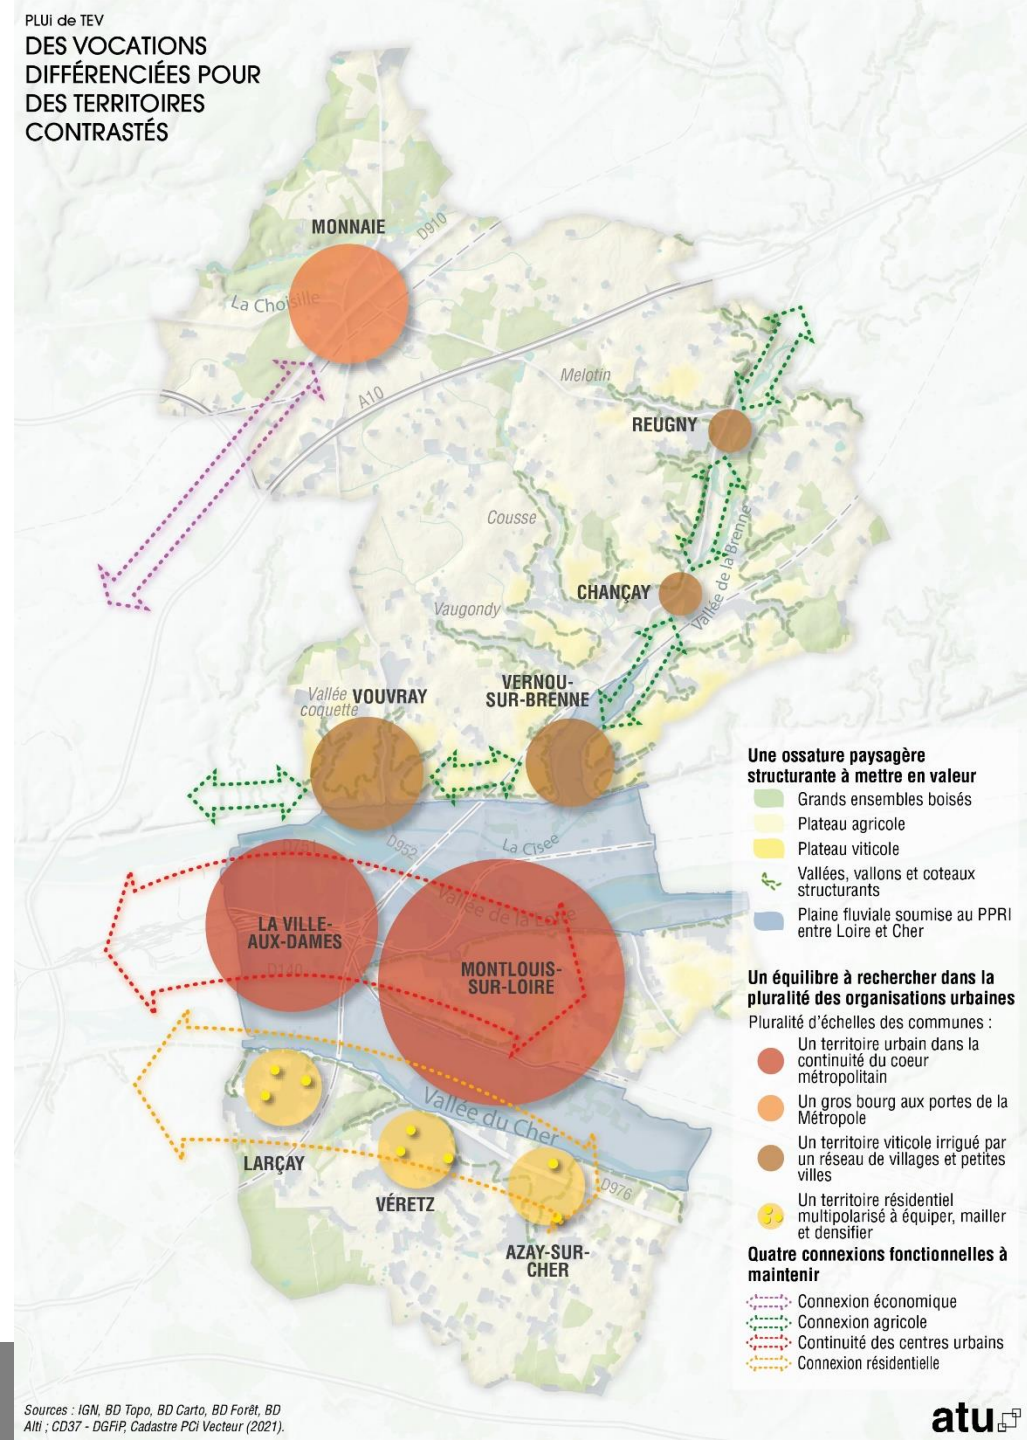 PLUi de TEV
DES VOCATIONS
DIFFÉRENCIÉES POUR
DES TERRITOIRES
CONTRASTÉS
MONNAIE
D910
La Choisille
A10
Melotin
REUGNY
Cousse
Vallée de la Brenne
CHANÇAY
Vaugondy
VERNOU-
SUR-BRENNE
Vallée
coquette
VOUVRAY
D751
D952
La Cisee
Vallée de la Loire
LA VILLE-
AUX-DAMES
D140
MONTLOUIS-
SUR-LOIRE
Vallée du Cher
LARÇAY
VÉRETZ
D976
AZAY-SUR-
CHER
Une ossature paysagère
structurante à mettre en valeur
Grands ensembles boisés
Plateau agricole
Plateau viticole
Vallées, vallons et coteaux
structurants
Plaine fluviale soumise au PPRI
entre Loire et Cher
Un équilibre à rechercher dans la
pluralité des organisations urbaines
Pluralité d'échelles des communes :
Un territoire urbain dans la
continuité du coeur
métropolitain
Un gros bourg aux portes de la
Métropole
Un territoire viticole irrigué par
un réseau de villages et petites
villes
Un territoire résidentiel
multipolarisé à équiper, mailler
et densifier
Quatre connexions fonctionnelles à
maintenir
Connexion économique
Connexion agricole
Continuité des centres urbains
Connexion résidentielle
Sources : IGN, BD Topo, BD Carto, BD Forêt, BD
Alti ; CD37 - DGFiP, Cadastre PCi Vecteur (2021).
atu